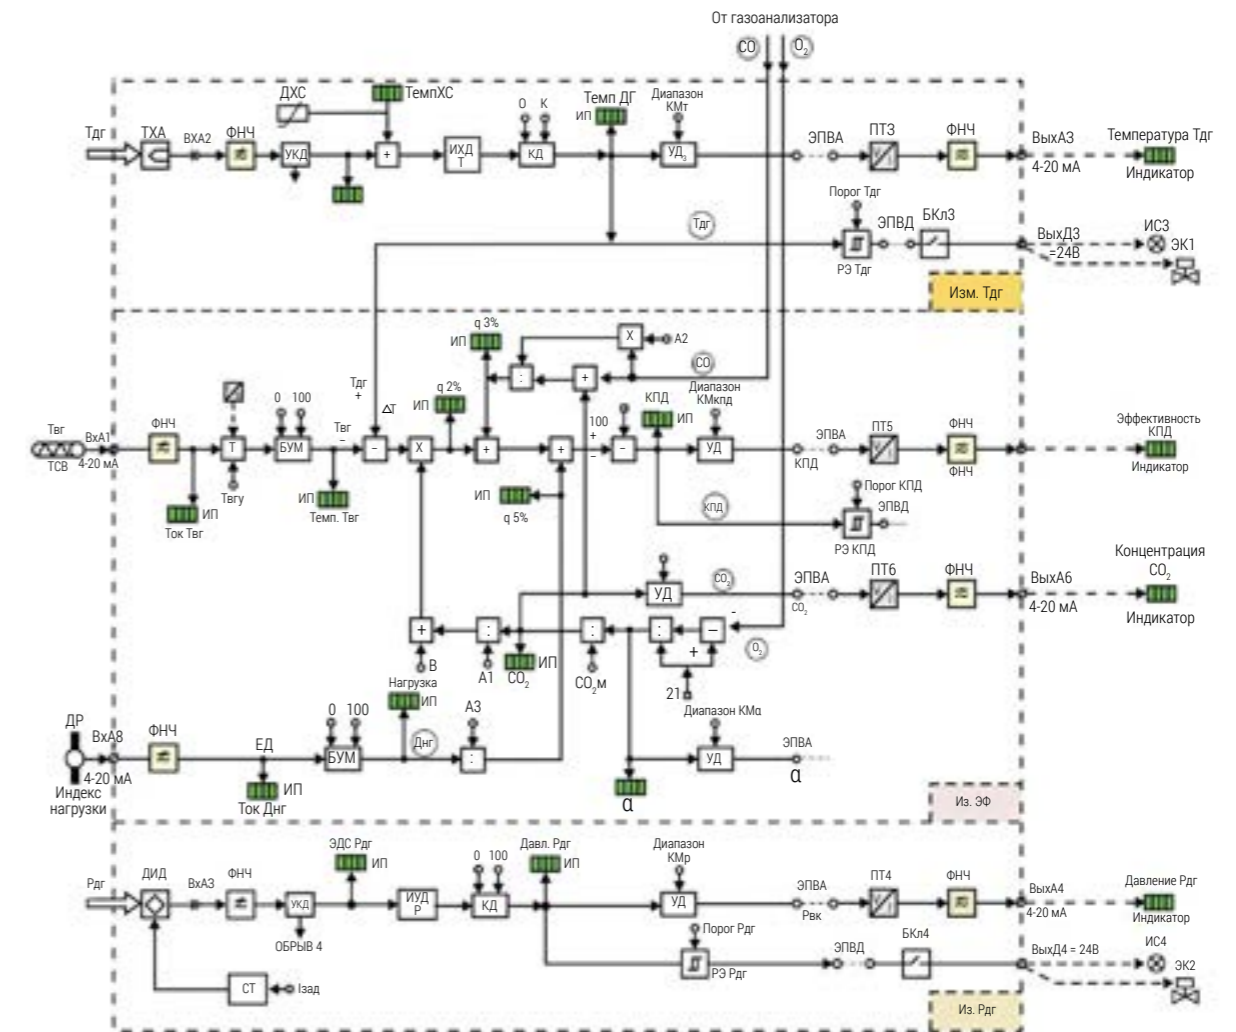 От газоанализатора
CO
O₂
ДХС
ТемпХС
Темп ДГ
ИП
Диапазон
КМт
Тдг
ТХА
ВХА2
ФНЧ
УКД
+
ИХД
Т
О
К
КД
УД₃
ЭПВА
ПТ3
ФНЧ
ВыхА3
4-20 мА
Температура Тдг
Индикатор
Тдг
Порог Тдг
РЭ Тдг
ЭПВД
БКл3
ВыхД3
=24В
ИС3
ЭК1
Изм. Тдг
q 3%
ИП
X
А2
:
+
CO
Твг
ТСВ
ВхА1
4-20 мА
ФНЧ
ИП
Ток Твг
Т
Твгу
0 100
БУМ
Твг
–
ИП
Темп. Твг
Тдг
+
ΔT
–
X
q 2%
ИП
+
+
ИП
q 5%
100
+
–
–
КПД
ИП
Диапазон
КМкпд
УД
КПД
ЭПВА
ПТ5
ФНЧ
ФНЧ
Эффективность
КПД
Индикатор
КПД
Порог КПД
РЭ КПД
ЭПВД
УД
CO₂
ЭПВА
CO₂
ПТ6
ФНЧ
ВыхА6
4-20 мА
Концентрация
CO₂
Индикатор
+
В
:
А1
CO₂
ИП
:
CO₂м
:
–
-
+
O₂
21
ДР
ВхА8
4-20 мА
Индекс
нагрузки
ФНЧ
ЕД
ИП
Ток Днг
0 100
БУМ
Нагрузка
ИП
Днг
А3
:
α
Диапазон КМα
УД
ЭПВА
α
Из. ЭФ
Рдг
ДИД
ВхА3
ФНЧ
УКД
ОБРЫВ 4
ЭДС Рдг
ИП
ИУД
Р
0 100
КД
Давл. Рдг
ИП
Диапазон
КМр
УД
ЭПВА
Рвк
ПТ4
ФНЧ
ВыхА4
4-20 мА
Давление Рдг
Индикатор
Порог Рдг
РЭ Рдг
ЭПВД
БКл4
ВыхД4 = 24В
ИС4
ЭК2
СТ
Iзад
Из. Рдг